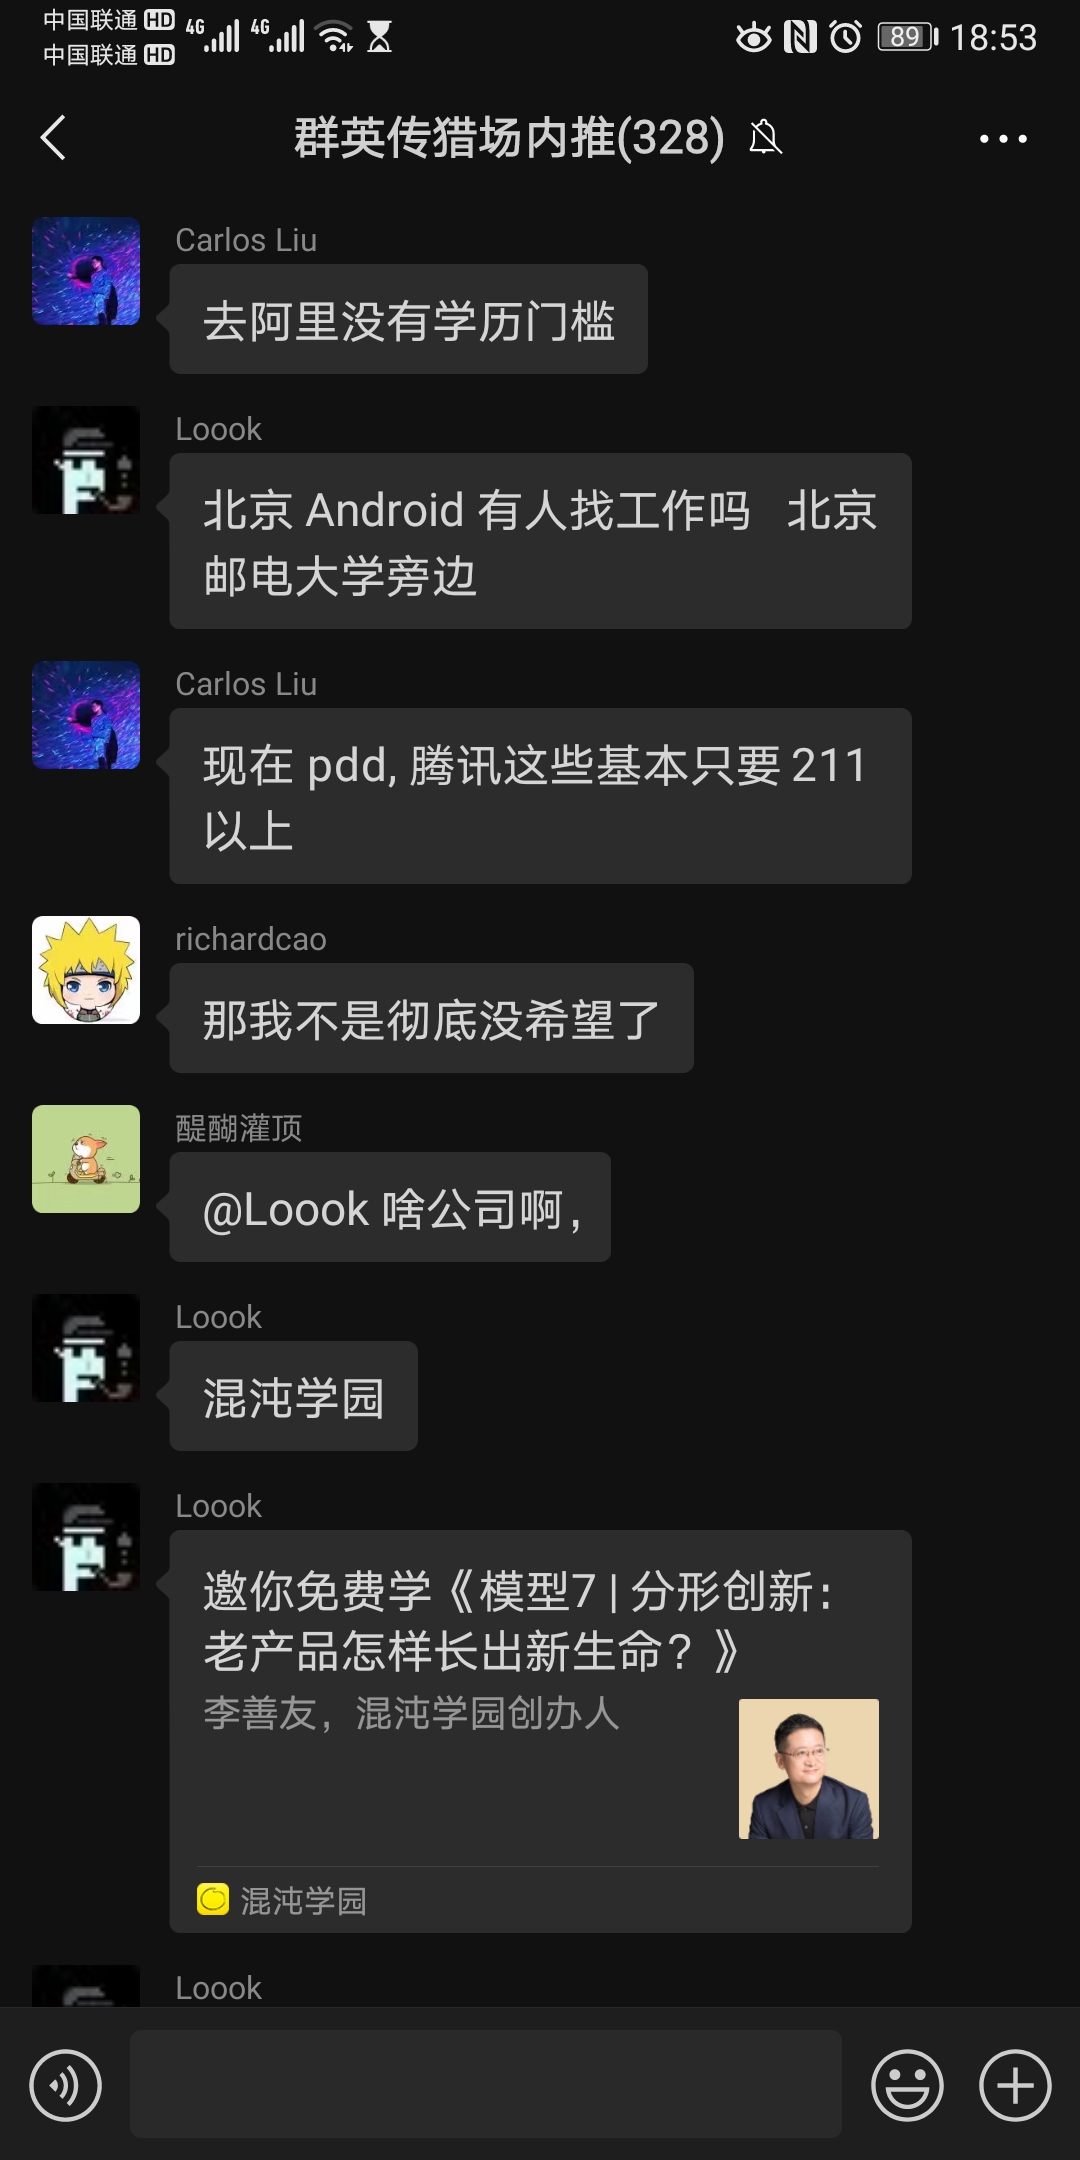 中国联通 HD 4G 4G 89 18:53
中国联通 HD
群英传猎场内推(328)
Carlos Liu
去阿里没有学历门槛
Loook
北京 Android 有人找工作吗 北京
邮电大学旁边
Carlos Liu
现在 pdd, 腾讯这些基本只要 211
以上
richardcao
那我不是彻底没希望了
醍醐灌顶
@Loook 啥公司啊，
Loook
混沌学园
Loook
邀你免费学《模型7 | 分形创新：
老产品怎样长出新生命？》
李善友，混沌学园创办人
混沌学园
Loook